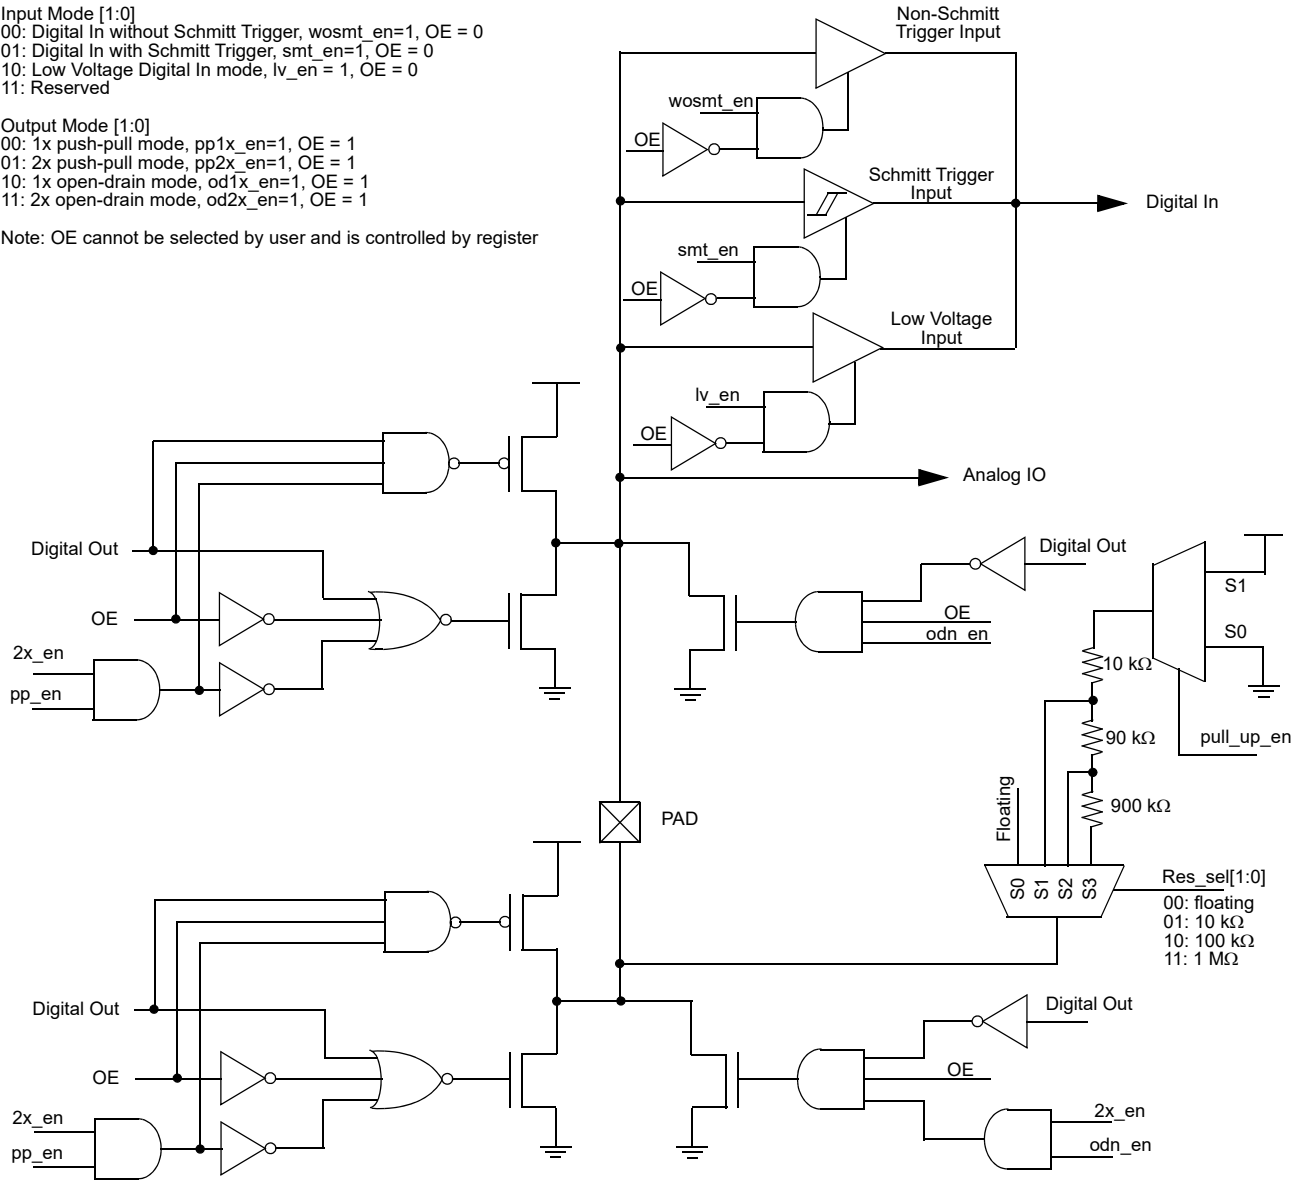 Input Mode [1:0]
00: Digital In without Schmitt Trigger, wosmt_en=1, OE = 0
01: Digital In with Schmitt Trigger, smt_en=1, OE = 0
10: Low Voltage Digital In mode, lv_en = 1, OE = 0
11: Reserved
Output Mode [1:0]
00: 1x push-pull mode, pp1x_en=1, OE = 1
01: 2x push-pull mode, pp2x_en=1, OE = 1
10: 1x open-drain mode, od1x_en=1, OE = 1
11: 2x open-drain mode, od2x_en=1, OE = 1
Note: OE cannot be selected by user and is controlled by register
Non-Schmitt
Trigger Input
wosmt_en
OE
Schmitt Trigger
Input
Digital In
smt_en
OE
Low Voltage
Input
lv_en
OE
Analog IO
Digital Out
OE
2x_en
pp_en
Digital Out
OE
odn_en
S1
S0
10 kΩ
90 kΩ
pull_up_en
900 kΩ
Floating
PAD
S0
S1
S2
S3
Res_sel[1:0]
00: floating
01: 10 kΩ
10: 100 kΩ
11: 1 MΩ
Digital Out
OE
2x_en
pp_en
Digital Out
OE
2x_en
odn_en